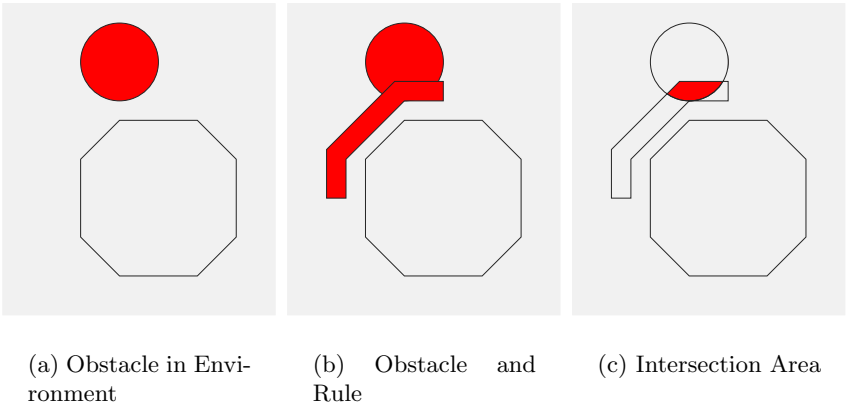 (a) Obstacle in Envi-
ronment
(b) Obstacle and
Rule
(c) Intersection Area